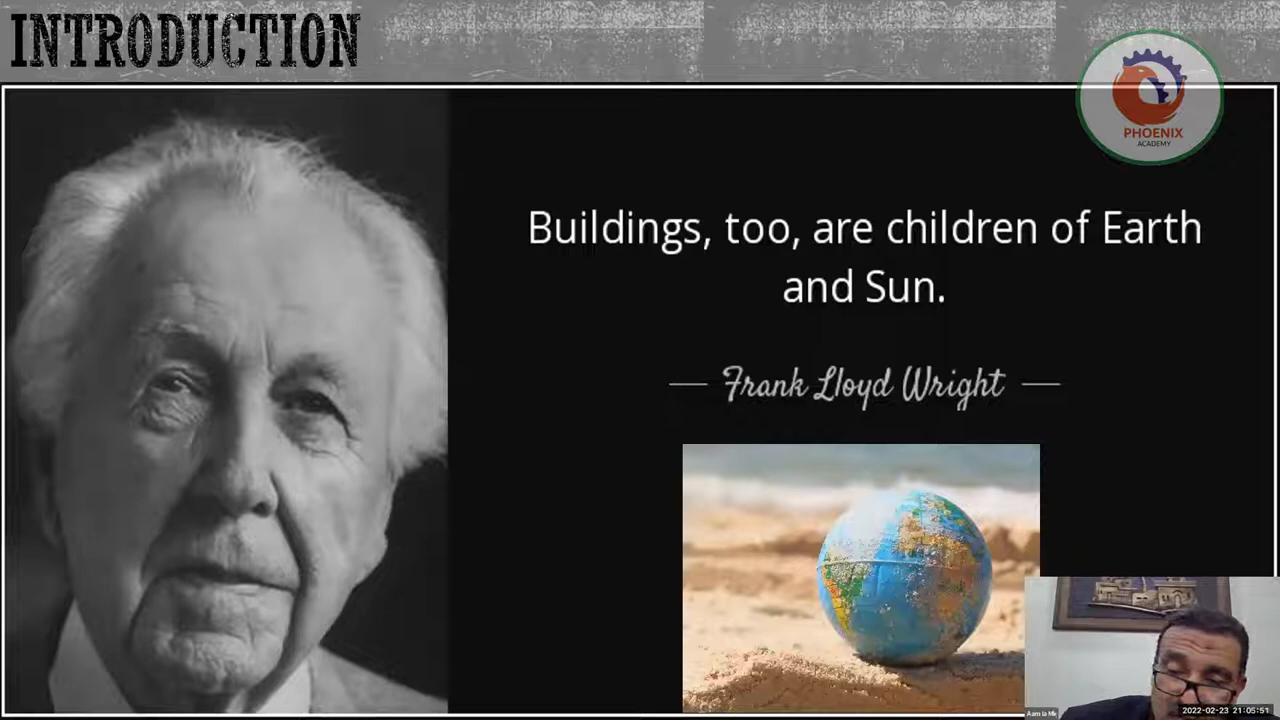 INTRODUCTION
PHOENIX
ACADEMY
Buildings, too, are children of Earth
and Sun.
Frank Lloyd Wright
2022-02-23 21:05:51